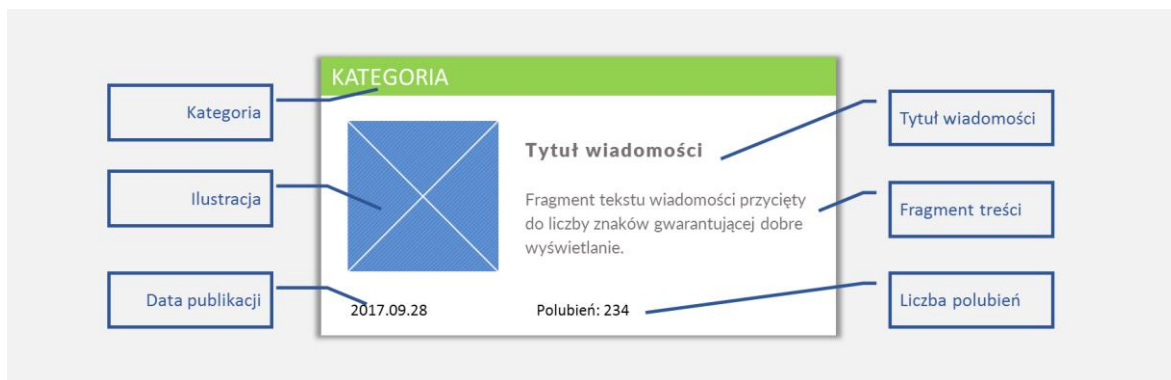 KATEGORIA
Kategoria
Tytuł wiadomości
Tytuł wiadomości
Ilustracja
Fragment tekstu wiadomości przycięty
do liczby znaków gwarantującej dobre
wyświetlanie.
Fragment treści
Data publikacji
2017.09.28
Polubień: 234
Liczba polubień